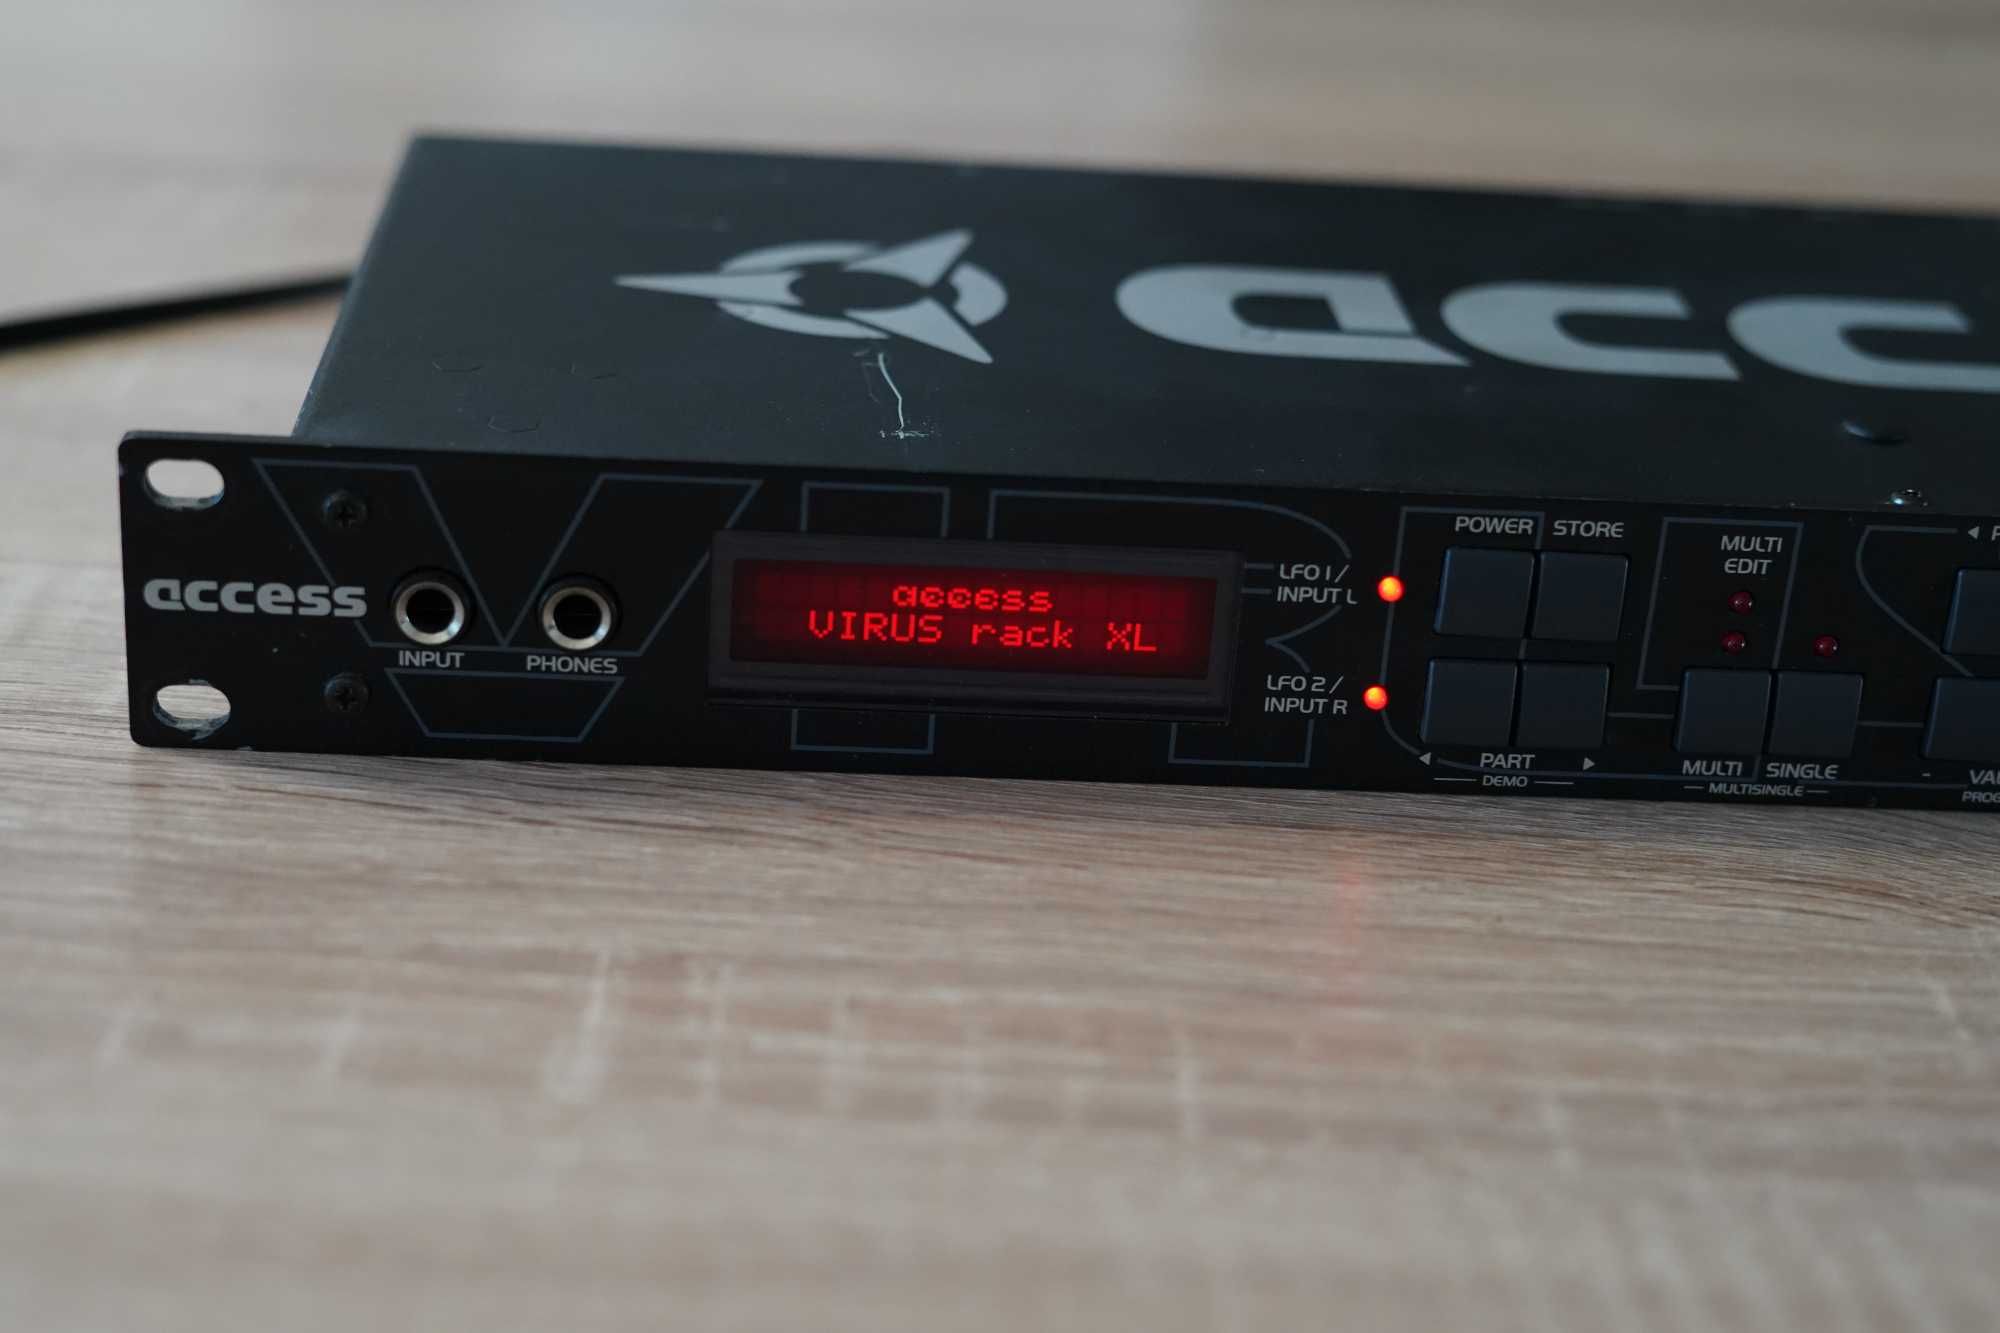 acc
access
INPUT
PHONES
access
VIRUS rack XL
LFO 1 /
INPUT L
LFO 2 /
INPUT R
POWER
STORE
PART
DEMO
MULTI
EDIT
MULTI
SINGLE
MULTISINGLE
-